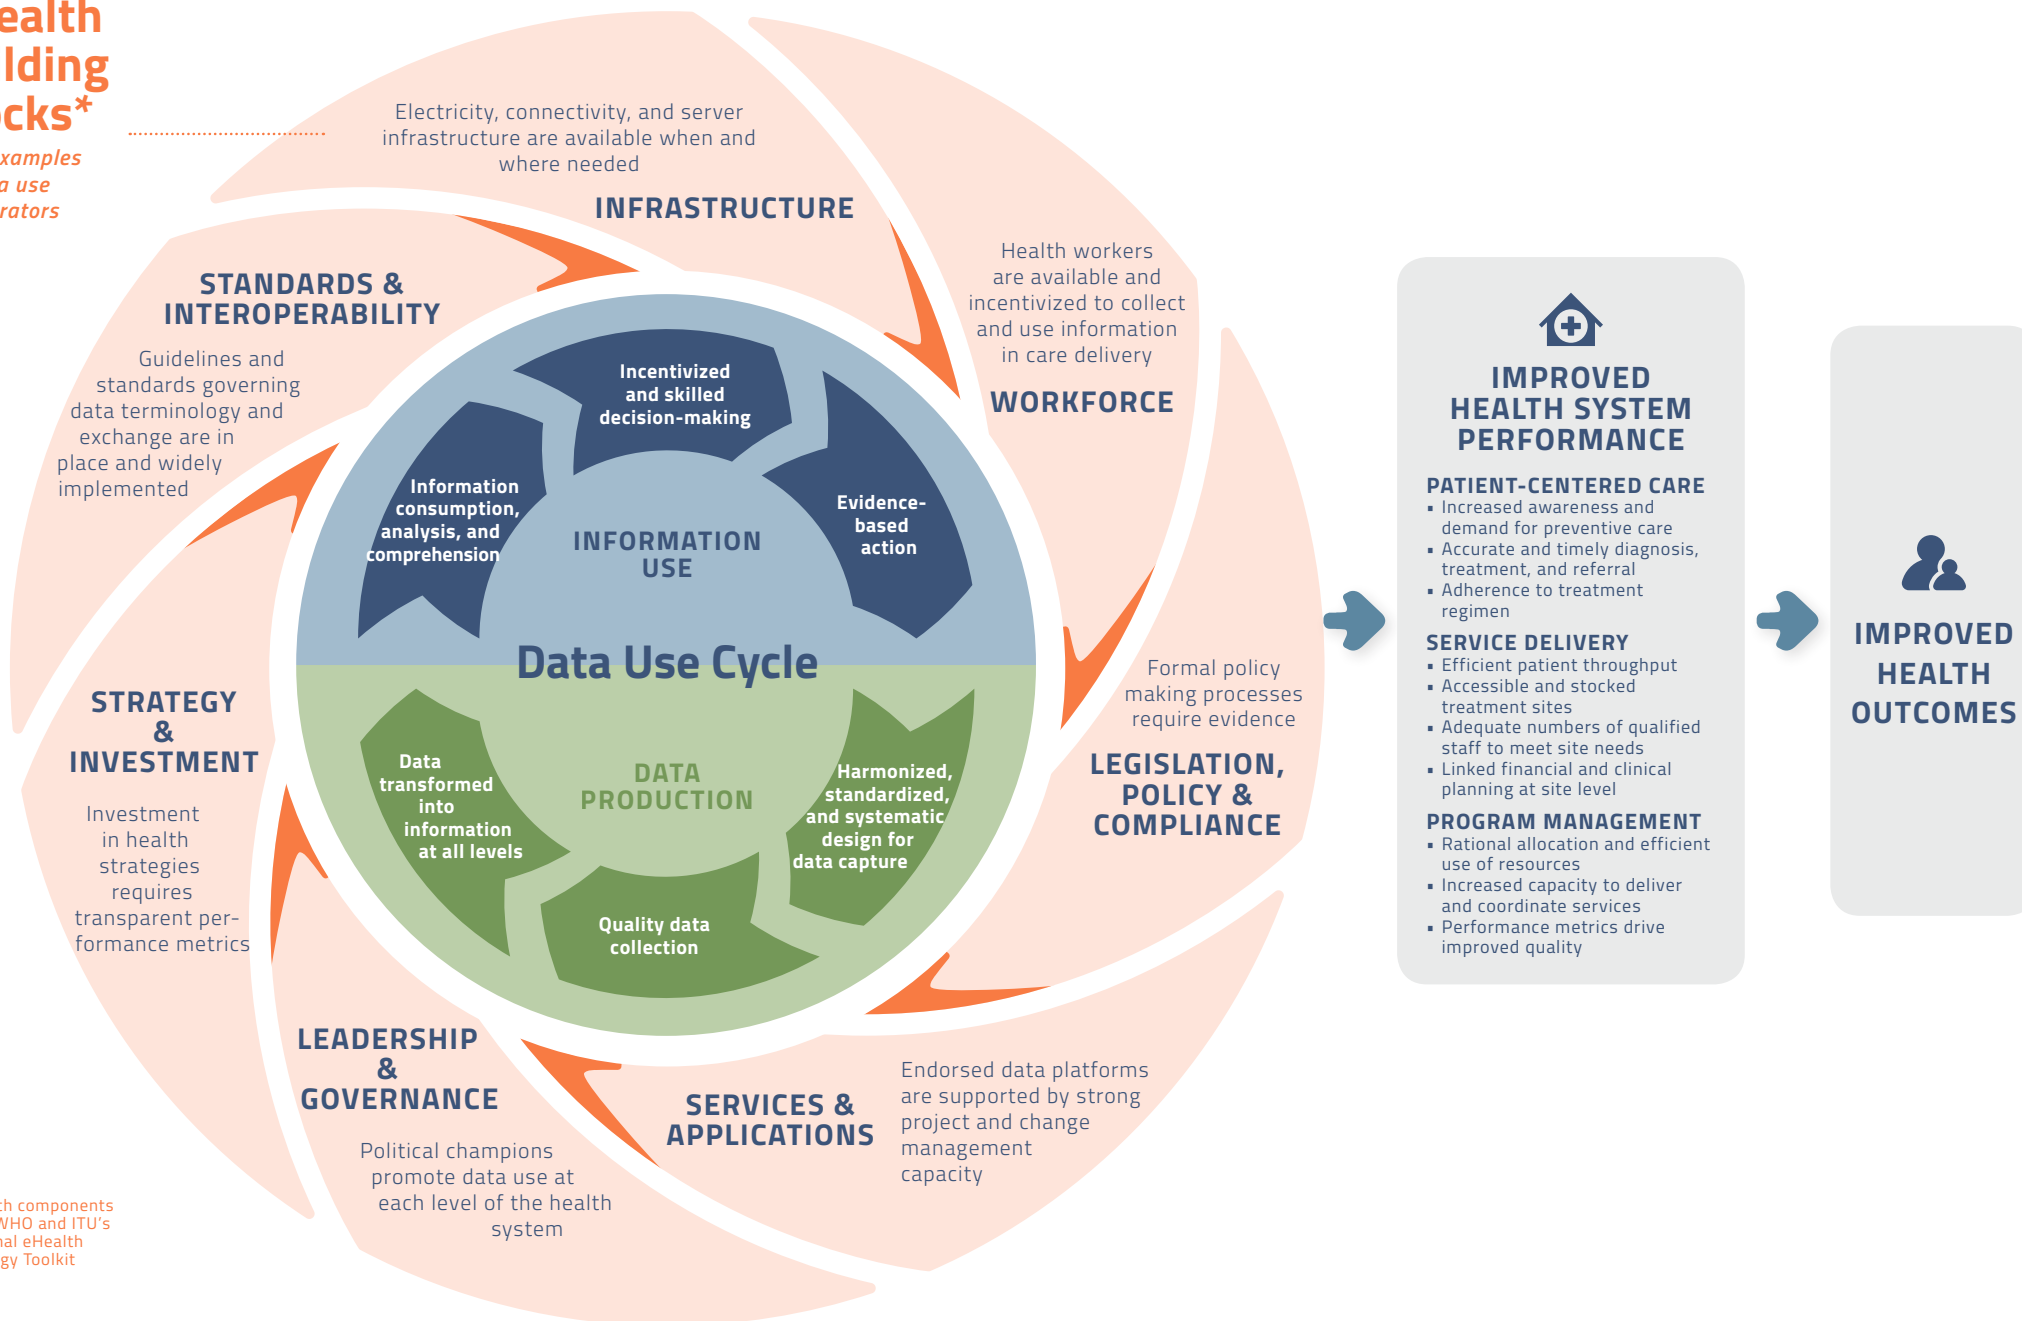 ealth
lding
ocks*
xamples
a use
rators
Electricity, connectivity, and server
infrastructure are available when and
where needed
INFRASTRUCTURE
Health workers
are available and
incentivized to collect
and use information
in care delivery
WORKFORCE
Formal policy
making processes
require evidence
LEGISLATION,
POLICY &
COMPLIANCE
Endorsed data platforms
are supported by strong
project and change
management
capacity
SERVICES &
APPLICATIONS
LEADERSHIP
&
GOVERNANCE
Political champions
promote data use at
each level of the health
system
STRATEGY
&
INVESTMENT
Investment
in health
strategies
requires
transparent per-
formance metrics
STANDARDS &
INTEROPERABILITY
Guidelines and
standards governing
data terminology and
exchange are in
place and widely
implemented
Data Use Cycle
INFORMATION
USE
Information
consumption,
analysis, and
comprehension
Incentivized
and skilled
decision-making
Evidence-
based
action
DATA
PRODUCTION
Harmonized,
standardized,
and systematic
design for
data capture
Quality data
collection
Data
transformed
into
information
at all levels
IMPROVED
HEALTH SYSTEM
PERFORMANCE
PATIENT-CENTERED CARE
▪ Increased awareness and
demand for preventive care
▪ Accurate and timely diagnosis,
treatment, and referral
▪ Adherence to treatment
regimen
SERVICE DELIVERY
▪ Efficient patient throughput
▪ Accessible and stocked
treatment sites
▪ Adequate numbers of qualified
staff to meet site needs
▪ Linked financial and clinical
planning at site level
PROGRAM MANAGEMENT
▪ Rational allocation and efficient
use of resources
▪ Increased capacity to deliver
and coordinate services
▪ Performance metrics drive
improved quality
IMPROVED
HEALTH
OUTCOMES
th components
WHO and ITU's
nal eHealth
gy Toolkit